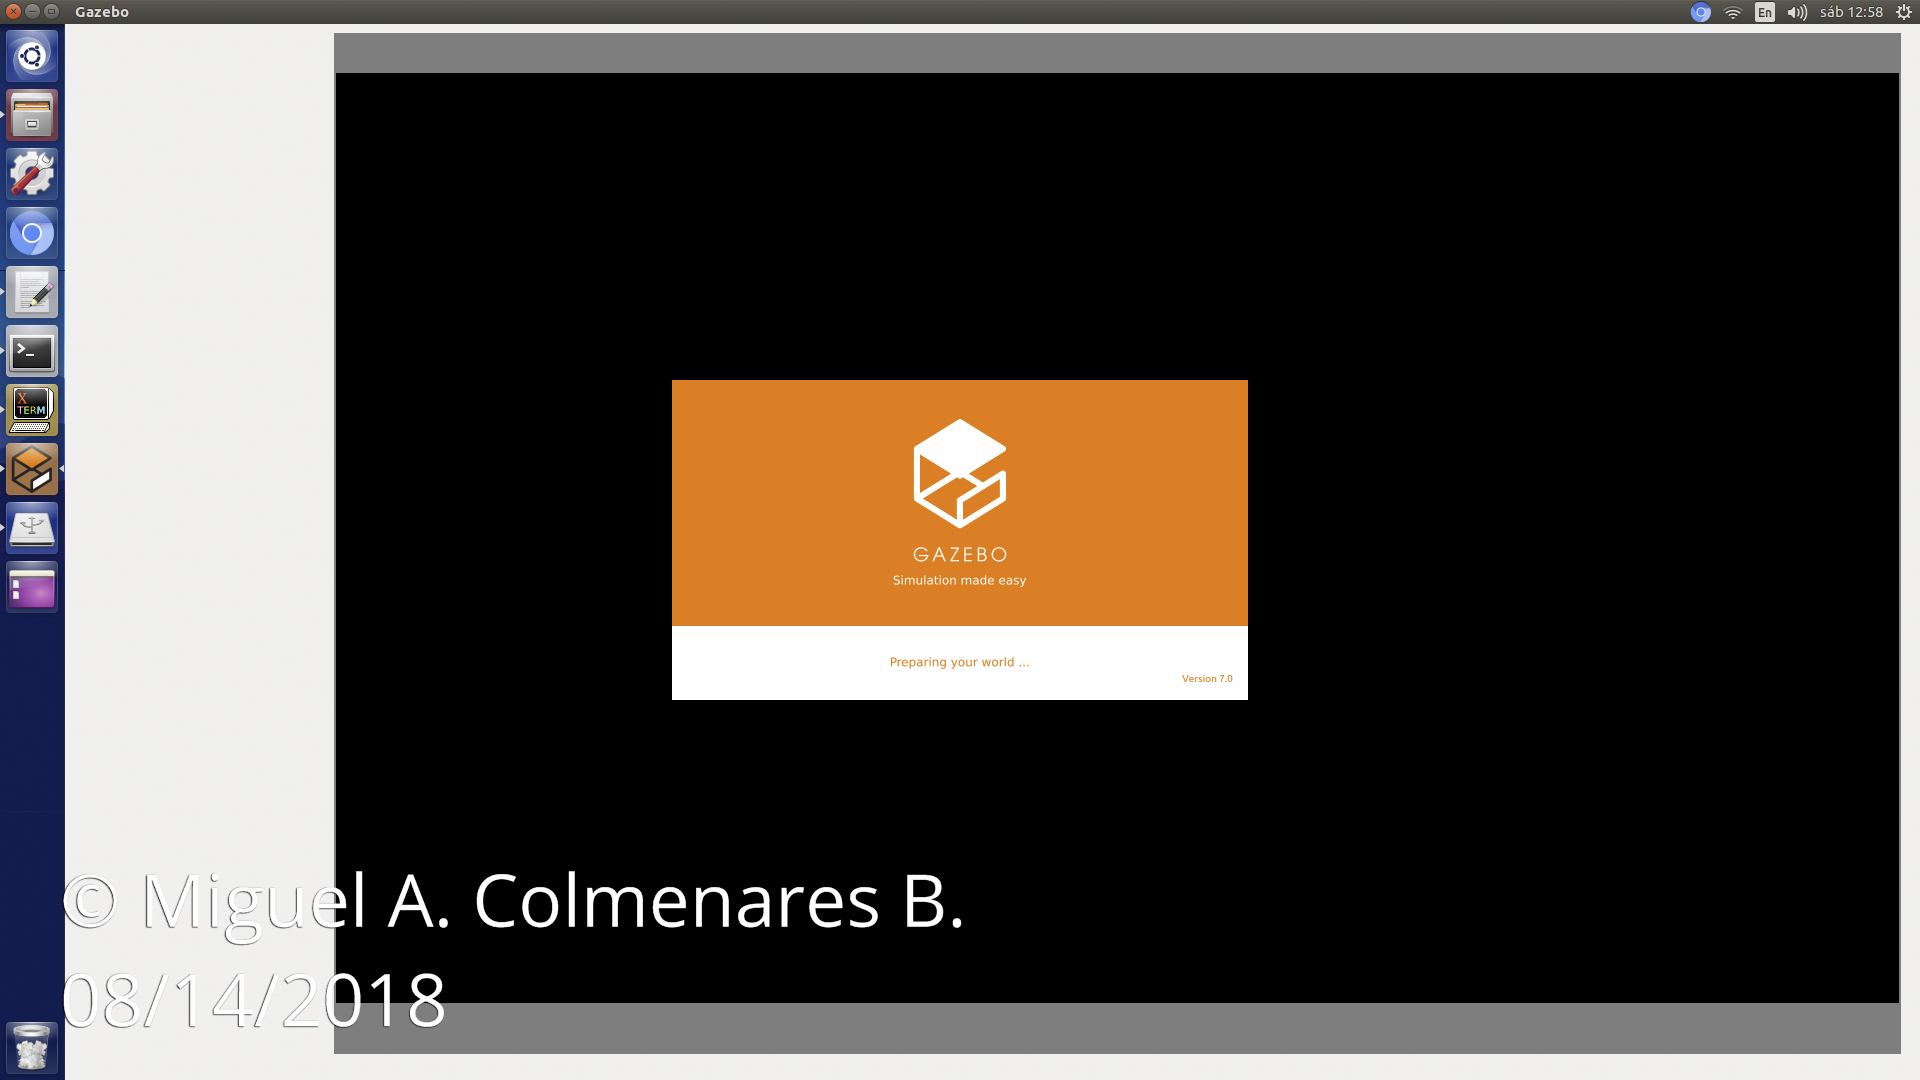 Gazebo
En
sáb 12:58
X
TERM
GAZEBO
Simulation made easy
Preparing your world ...
Version 7.0
© Miguel A. Colmenares B.
08/14/2018